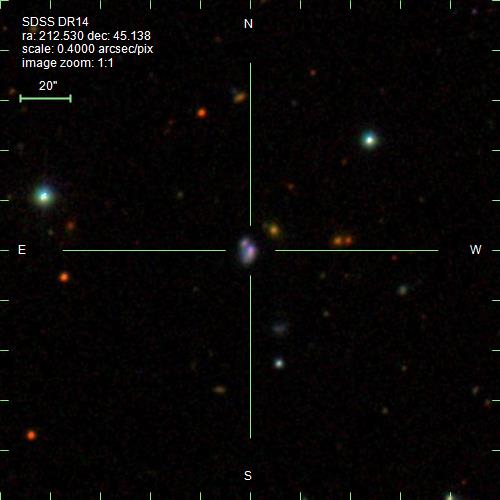 SDSS DR14
ra: 212.530 dec: 45.138
scale: 0.4000 arcsec/pix
image zoom: 1:1
20"
N
E
W
S